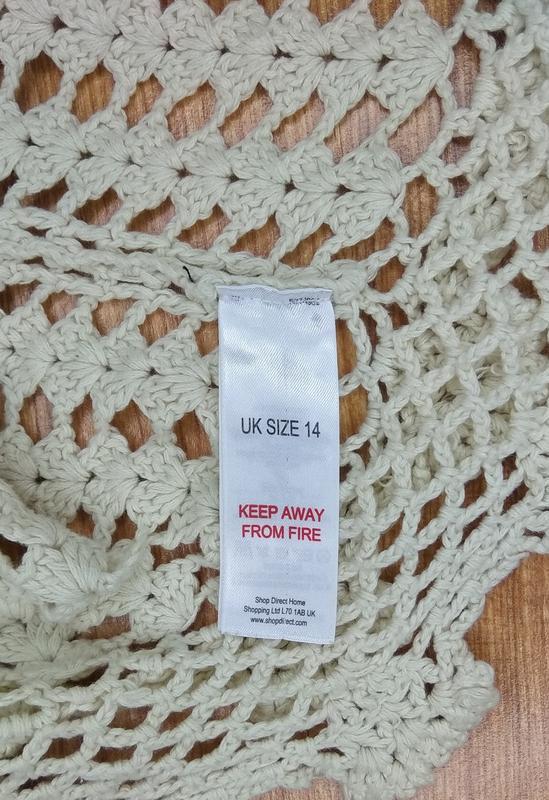 UK SIZE 14
KEEP AWAY
FROM FIRE
Shop Direct Home
Shopping Ltd L70 1AB UK
www.shopdirect.com